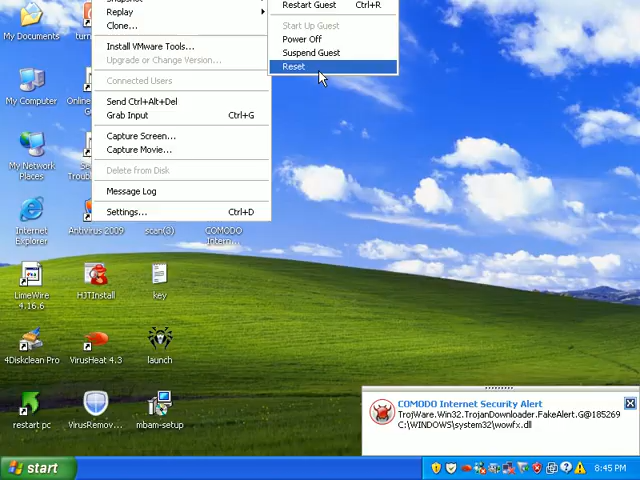 Restart Guest Ctrl+R
Replay
Clone...
Start Up Guest
Power Off
Suspend Guest
Reset
Install VMware Tools...
Upgrade or Change Version...
Connected Users
Send Ctrl+Alt+Del
Grab Input Ctrl+G
Capture Screen...
Capture Movie...
Delete from Disk
Message Log
Settings... Ctrl+D
My Documents
My Computer
My Network
Places
Internet
Explorer
Antivirus 2009
scan(3)
COMODO
Intern...
LimeWire
4.16.6
HJTInstall
key
4Diskclean Pro
VirusHeat 4.3
launch
restart pc
VirusRemov...
mbam-setup
COMODO Internet Security Alert
TrojWare.Win32.TrojanDownloader.FakeAlert.G@185269
C:\WINDOWS\system32\wowfx.dll
start
8:45 PM